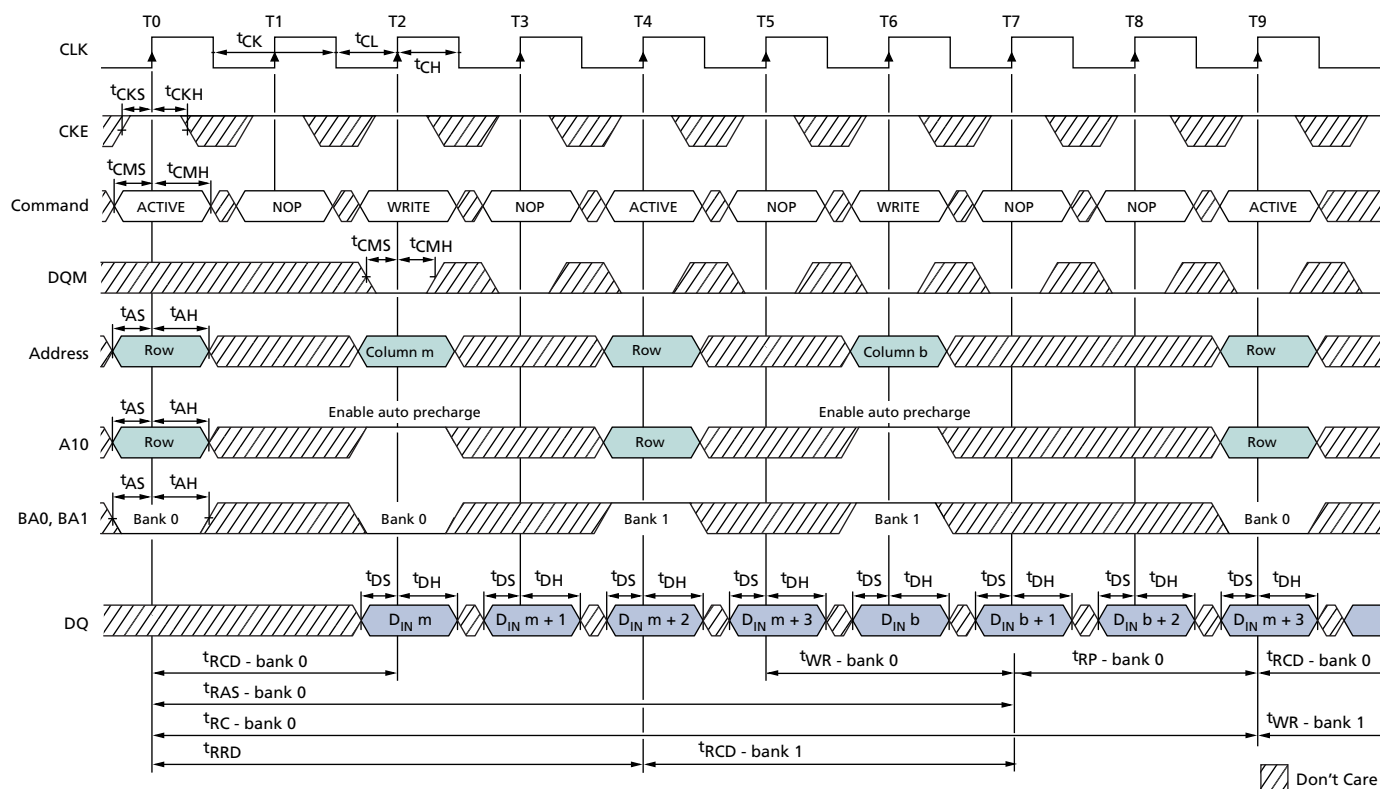 T0 T1 T2 T3 T4 T5 T6 T7 T8 T9
CLK
tCK tCL tCH
tCKS tCKH
CKE
tCMS tCMH
Command ACTIVE NOP WRITE NOP ACTIVE NOP WRITE NOP NOP ACTIVE
tCMS tCMH
DQM
tAS tAH
Address Row Column m Row Column b Row
tAS tAH Enable auto precharge Enable auto precharge
A10 Row Row Row
tAS tAH
BA0, BA1 Bank 0 Bank 0 Bank 1 Bank 1 Bank 0
tDS tDH tDS tDH tDS tDH tDS tDH tDS tDH tDS tDH tDS tDH tDS tDH
DQ DIN m DIN m + 1 DIN m + 2 DIN m + 3 DIN b DIN b + 1 DIN b + 2 DIN m + 3
tRCD - bank 0 tWR - bank 0 tRP - bank 0 tRCD - bank 0
tRAS - bank 0
tRC - bank 0 tWR - bank 1
tRRD tRCD - bank 1
Don't Care